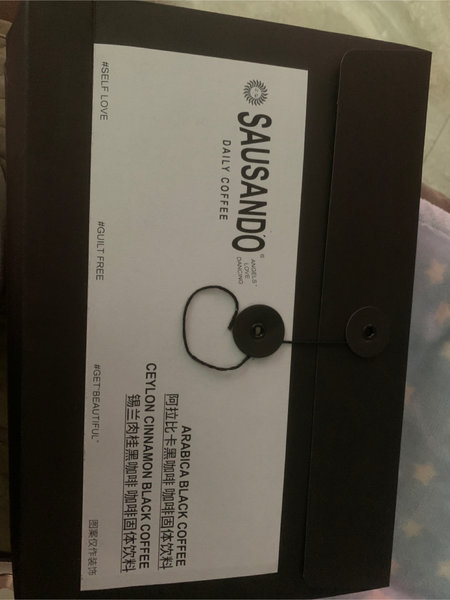 SAUSANDO®
DAILY COFFEE
ANGELS'
LOVE
DANCING
ARABICA BLACK COFFEE
阿拉比卡黑咖啡 咖啡固体饮料
CEYLON CINNAMON BLACK COFFEE
锡兰肉桂黑咖啡 咖啡固体饮料
#SELF LOVE
#GUILT FREE
#GET"BEAUTIFUL"
图案仅作装饰